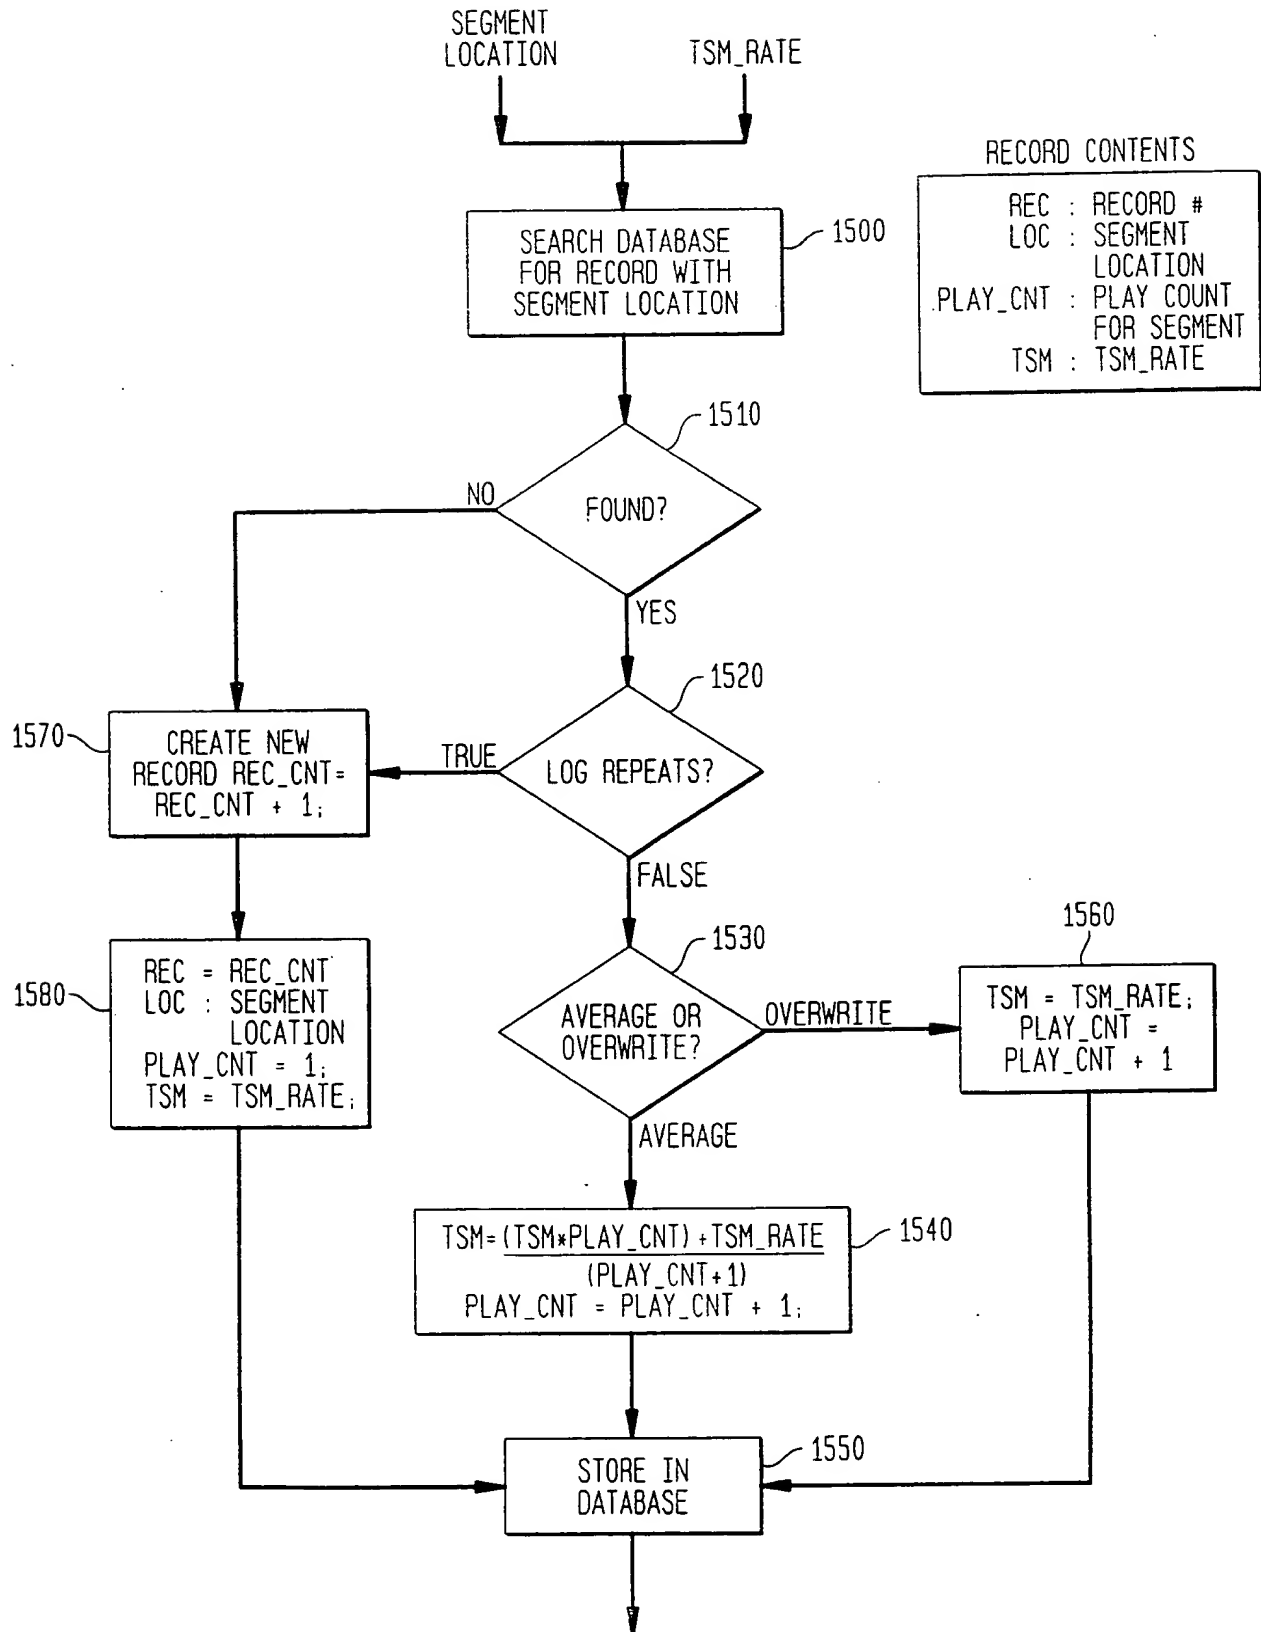 SEGMENT
LOCATION
TSM_RATE
RECORD CONTENTS
REC : RECORD #
LOC : SEGMENT
LOCATION
PLAY_CNT : PLAY COUNT
FOR SEGMENT
TSM : TSM_RATE
SEARCH DATABASE
FOR RECORD WITH
SEGMENT LOCATION
1500
1510
FOUND?
NO
YES
1520
LOG REPEATS?
TRUE
FALSE
1570
CREATE NEW
RECORD REC_CNT=
REC_CNT + 1;
1580
REC = REC_CNT
LOC : SEGMENT
LOCATION
PLAY_CNT = 1;
TSM = TSM_RATE;
1530
AVERAGE OR
OVERWRITE?
OVERWRITE
AVERAGE
1560
TSM = TSM_RATE;
PLAY_CNT =
PLAY_CNT + 1
TSM=(TSM*PLAY_CNT)+TSM_RATE
(PLAY_CNT+1)
PLAY_CNT = PLAY_CNT + 1;
1540
STORE IN
DATABASE
1550